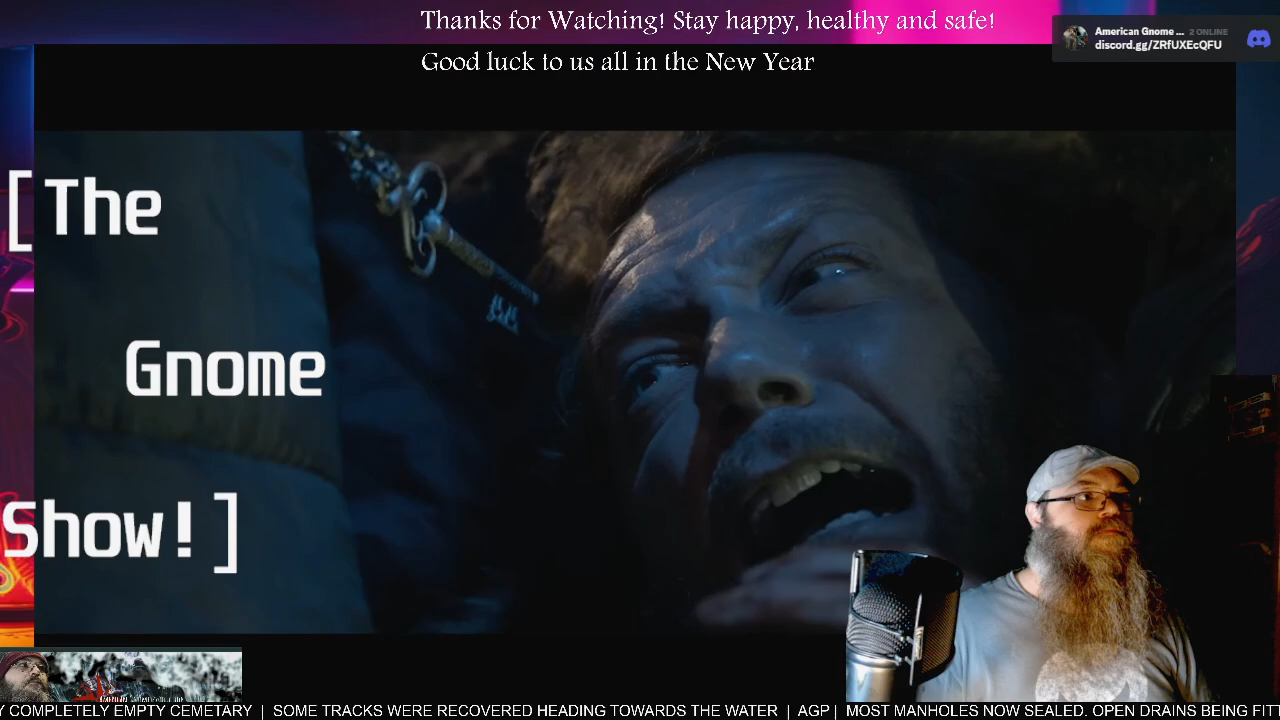 Thanks for Watching! Stay happy, healthy and safe!
American Gnome ... 2 ONLINE
discord.gg/ZRfUXEcQFU
Good luck to us all in the New Year
[The
Gnome
Show!]
Y COMPLETELY EMPTY CEMETARY | SOME TRACKS WERE RECOVERED HEADING TOWARDS THE WATER | AGP | MOST MANHOLES NOW SEALED. OPEN DRAINS BEING FIT